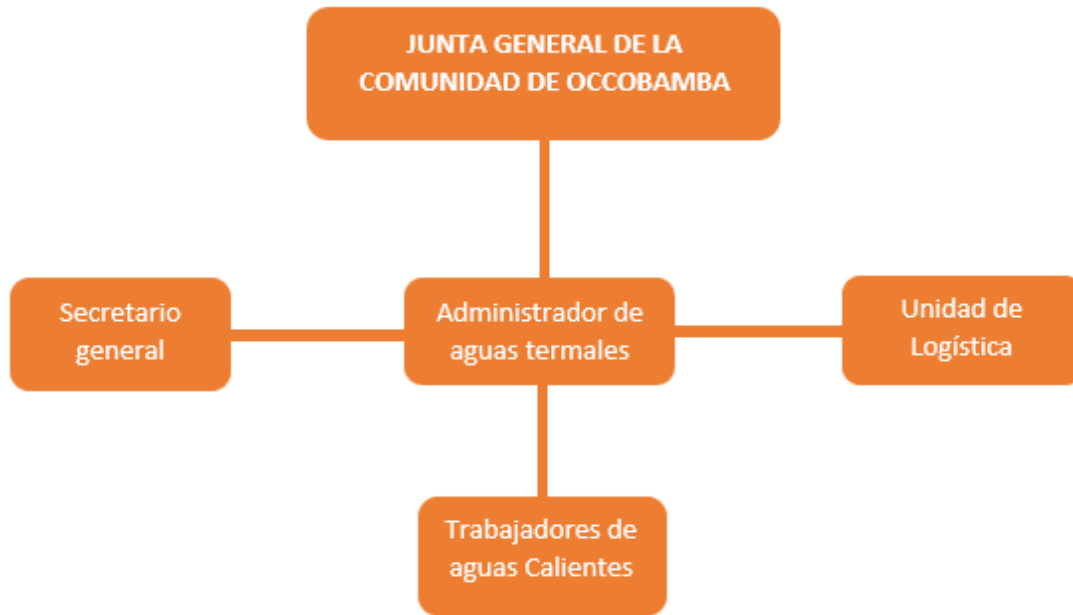 JUNTA GENERAL DE LA
COMUNIDAD DE OCCOBAMBA
Secretario
general
Administrador de
aguas termales
Unidad de
Logística
Trabajadores de
aguas Calientes